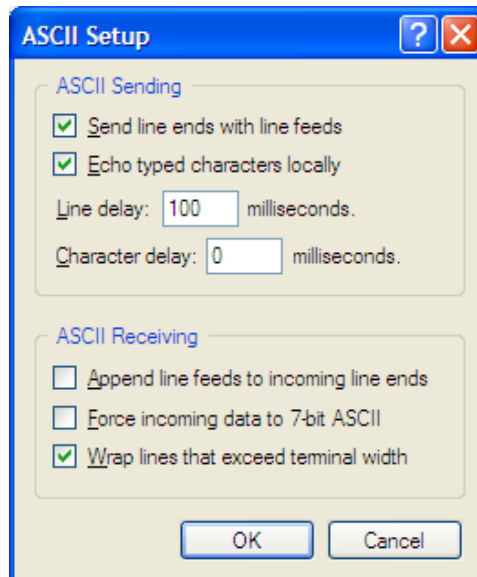 ASCII Setup
ASCII Sending
Send line ends with line feeds
Echo typed characters locally
Line delay: 100 milliseconds.
Character delay: 0 milliseconds.
ASCII Receiving
Append line feeds to incoming line ends
Force incoming data to 7-bit ASCII
Wrap lines that exceed terminal width
OK Cancel